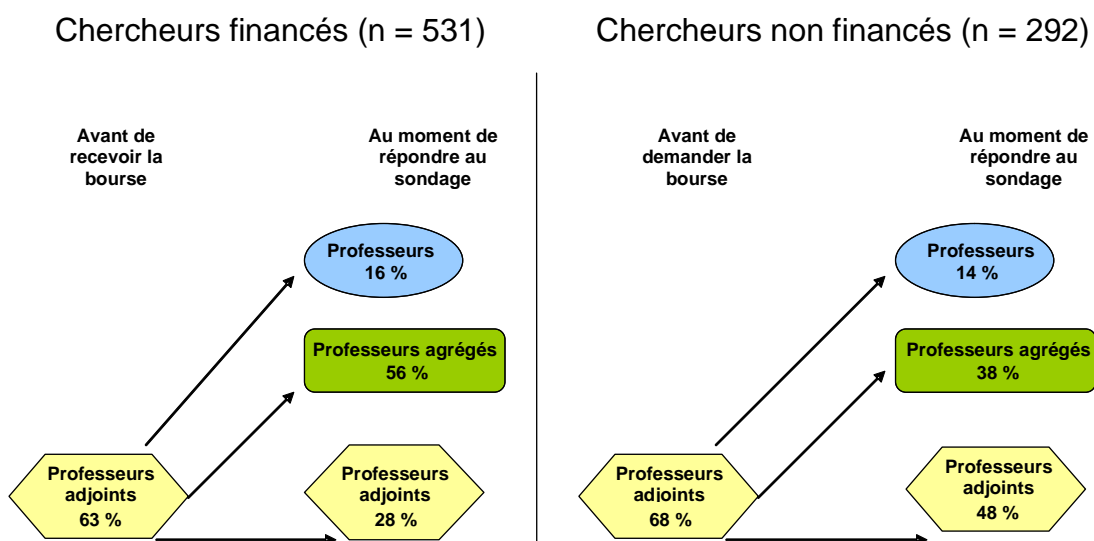 Chercheurs financés (n = 531)
Chercheurs non financés (n = 292)
Avant de
recevoir la
bourse
Au moment de
répondre au
sondage
Professeurs
16 %
Professeurs agrégés
56 %
Professeurs
adjoints
63 %
Professeurs
adjoints
28 %
Avant de
demander la
bourse
Au moment de
répondre au
sondage
Professeurs
14 %
Professeurs agrégés
38 %
Professeurs
adjoints
68 %
Professeurs
adjoints
48 %